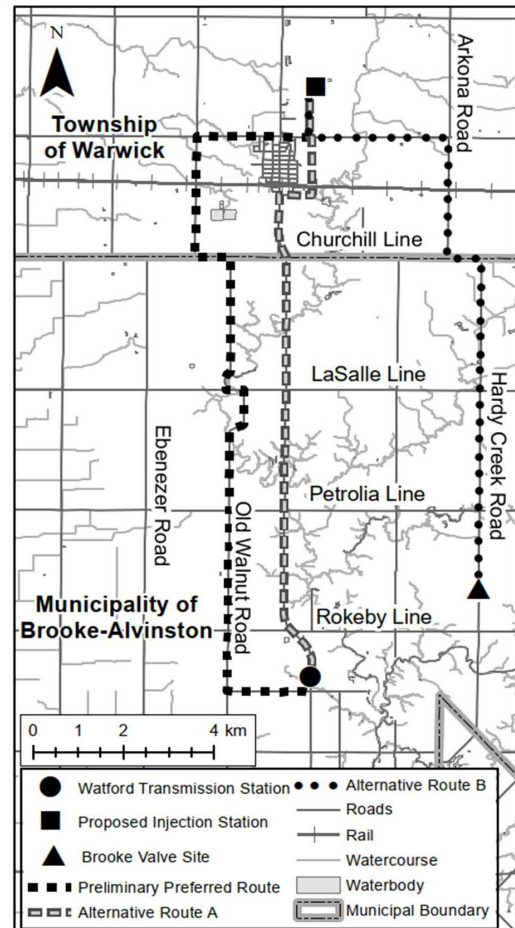 N
Arkona Road
Township
of Warwick
Churchill Line
LaSalle Line
Hardy Creek Road
Ebenezer Road
Old Walnut Road
Petrolia Line
Municipality of
Brooke-Alvinston
Rokeby Line
0 1 2 4 km
Watford Transmission Station
Proposed Injection Station
Brooke Valve Site
Preliminary Preferred Route
Alternative Route A
Alternative Route B
Roads
Rail
Watercourse
Waterbody
Municipal Boundary